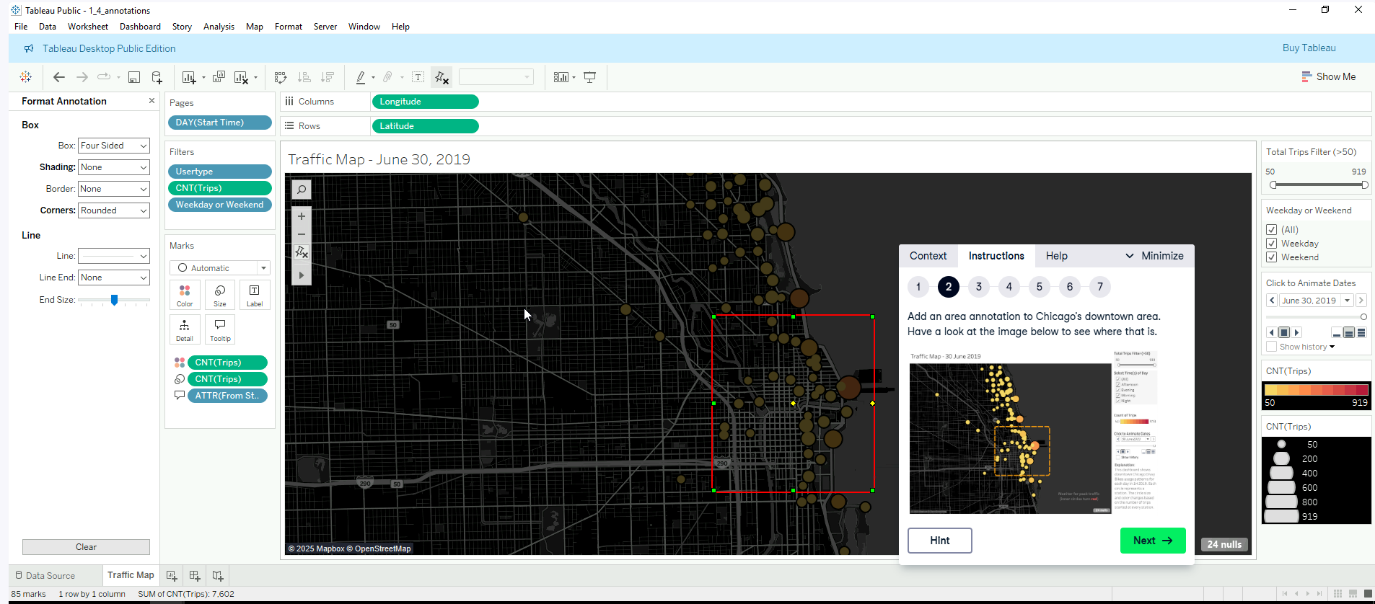 Tableau Public - 1_4_annotations
File Data Worksheet Dashboard Story Analysis Map Format Server Window Help
Tableau Desktop Public Edition
Buy Tableau
Show Me
Format Annotation
Box
Box: Four Sided
Shading: None
Border: None
Corners: Rounded
Line
Line:
Line End: None
End Size:
Clear
Pages
DAY(Start Time)
Filters
Usertype
CNT(Trips)
Weekday or Weekend
Marks
Automatic
Color Size Label
Detail Tooltip
CNT(Trips)
CNT(Trips)
ATTR(From St..
Columns Longitude
Rows Latitude
Traffic Map - June 30, 2019
50
290
290
50
© 2025 Mapbox © OpenStreetMap
24 nulls
Context Instructions Help Minimize
1 2 3 4 5 6 7
Add an area annotation to Chicago's downtown area.
Have a look at the image below to see where that is.
Traffic Map - 30 June 2019
Hint
Next →
Total Trips Filter (>50)
50 919
Weekday or Weekend
(All)
Weekday
Weekend
Click to Animate Dates
June 30, 2019
Show history
CNT(Trips)
50 919
CNT(Trips)
50
200
400
600
800
919
Data Source Traffic Map
85 marks 1 row by 1 column SUM of CNT(Trips): 7,602